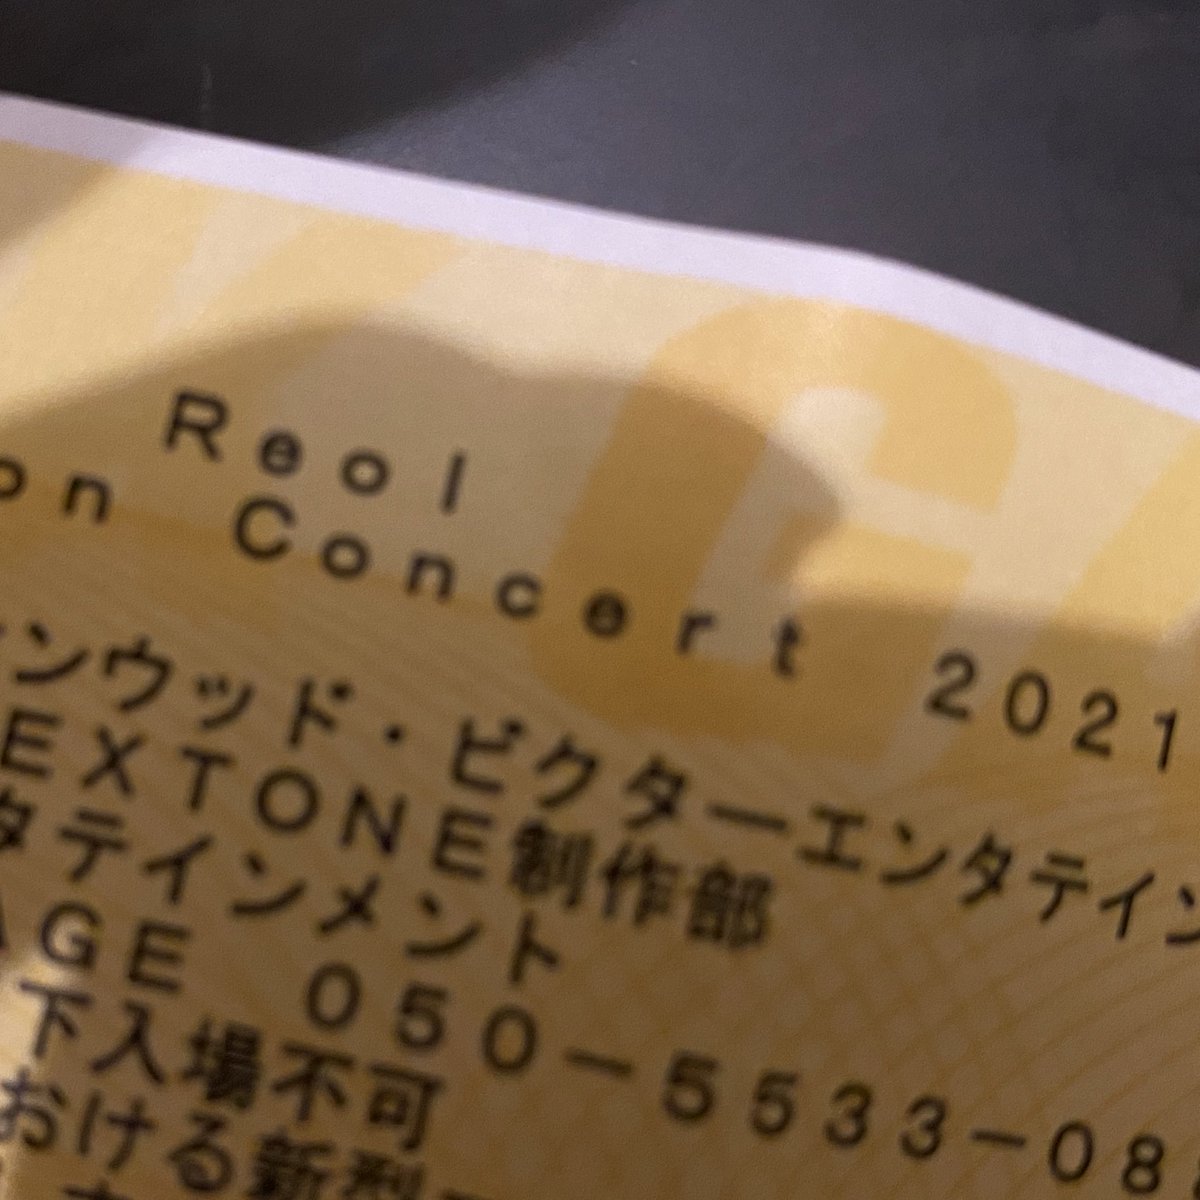 Reol
on Concert 2021
ンウッド・ビクターエンタテイン
EXTONE制作部
タテインメント
AGE 050-5533-08
下入場不可
おける新型